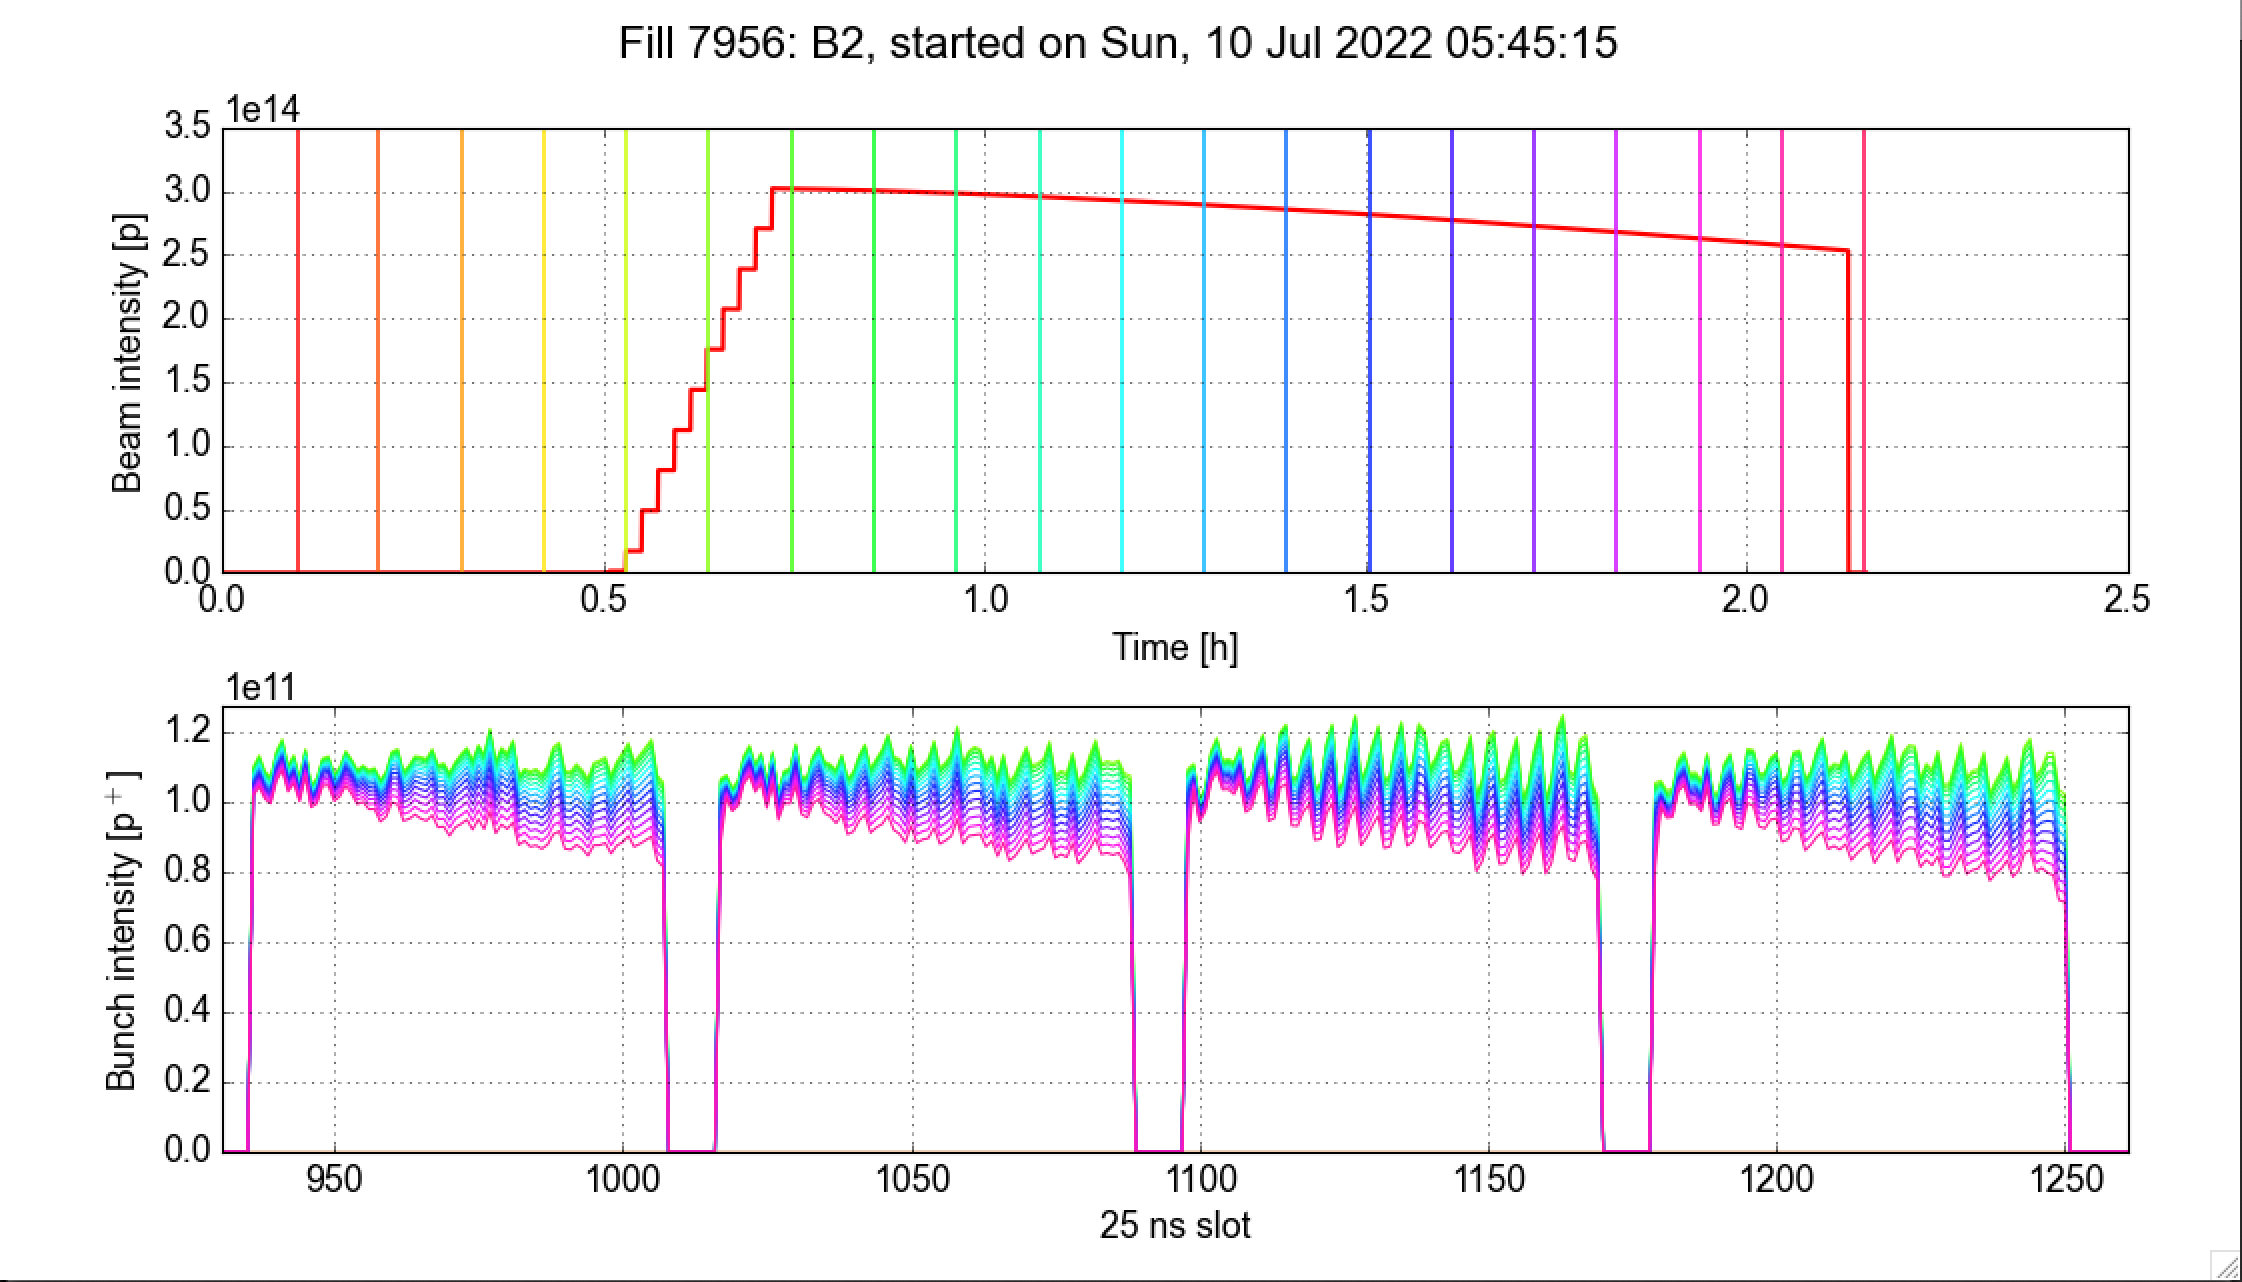 Fill 7956: B2, started on Sun, 10 Jul 2022 05:45:15
1e14
3.5
3.0
2.5
2.0
1.5
1.0
0.5
0.0
Beam intensity [p]
0.0 0.5 1.0 1.5 2.0 2.5
Time [h]
1e11
1.2
1.0
0.8
0.6
0.4
0.2
0.0
Bunch intensity [p⁺]
950 1000 1050 1100 1150 1200 1250
25 ns slot